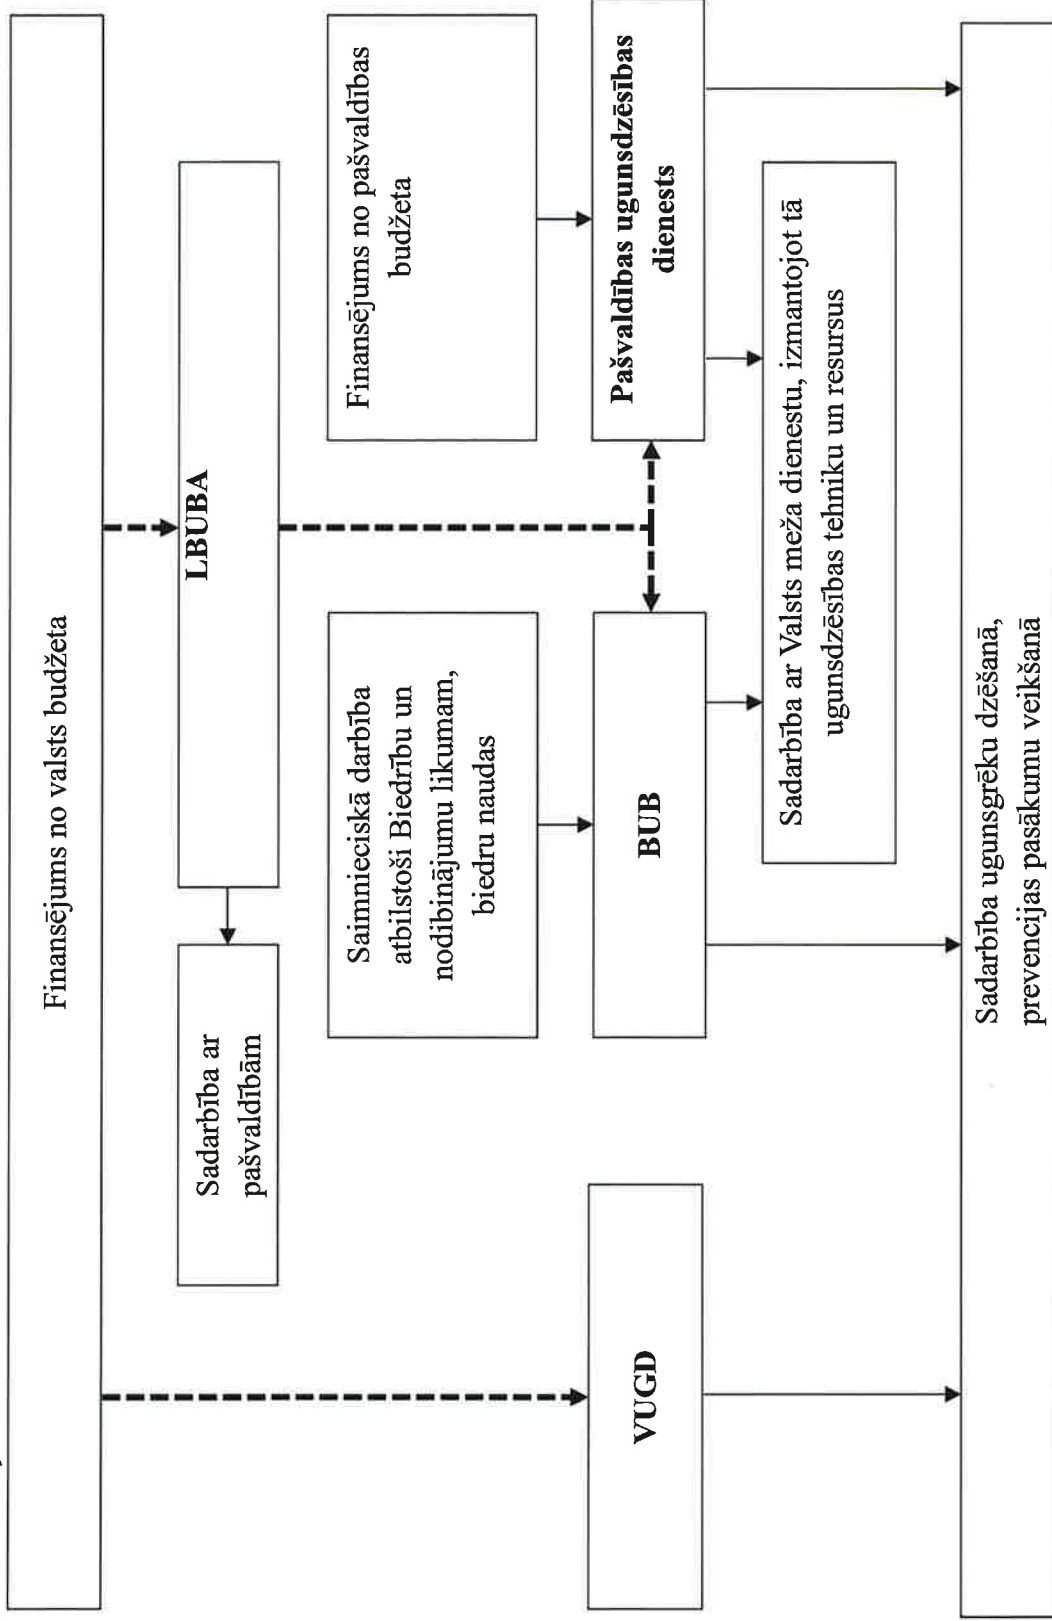 Finansējums no valsts budžeta
LBUBA
Sadarbība ar
pašvaldībām
Saimnieciskā darbība
atbilstoši Biedrību un
nodibinājumu likumam,
biedru naudas
Finansējums no pašvaldības
budžeta
VUGD
BUB
Pašvaldības ugunsdzēsības
dienests
Sadarbība ar Valsts meža dienestu, izmantojot tā
ugunsdzēsības tehniku un resursus
Sadarbība ugunsgrēku dzēšanā,
prevencijas pasākumu veikšanā